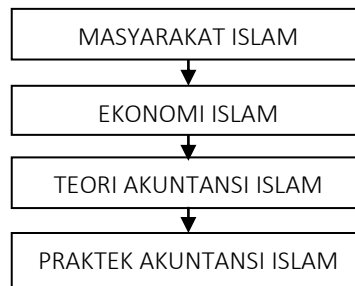 MASYARAKAT ISLAM
EKONOMI ISLAM
TEORI AKUNTANSI ISLAM
PRAKTEK AKUNTANSI ISLAM